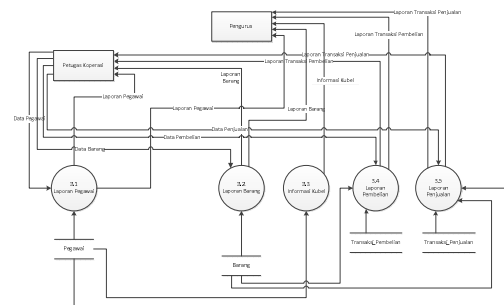 Pengurus
Laporan Transaksi Penjualan
Laporan Transaksi Pembelian
Petugas Koperasi
Laporan Transaksi Penjualan
Laporan Transaksi Pembelian
Laporan
Barang
Informasi Kubel
Laporan Pegawai
Laporan Pegawai
Laporan Barang
Data Pegawai
Data Penjualan
Data Pembelian
Data Barang
3.1
Laporan Pegawai
3.2
Laporan Barang
3.3
Informasi Kubel
3.4
Laporan
Pembelian
3.5
Laporan
Penjualan
Pegawai
Barang
Transaksi_Pembelian
Transaksi_Penjualan